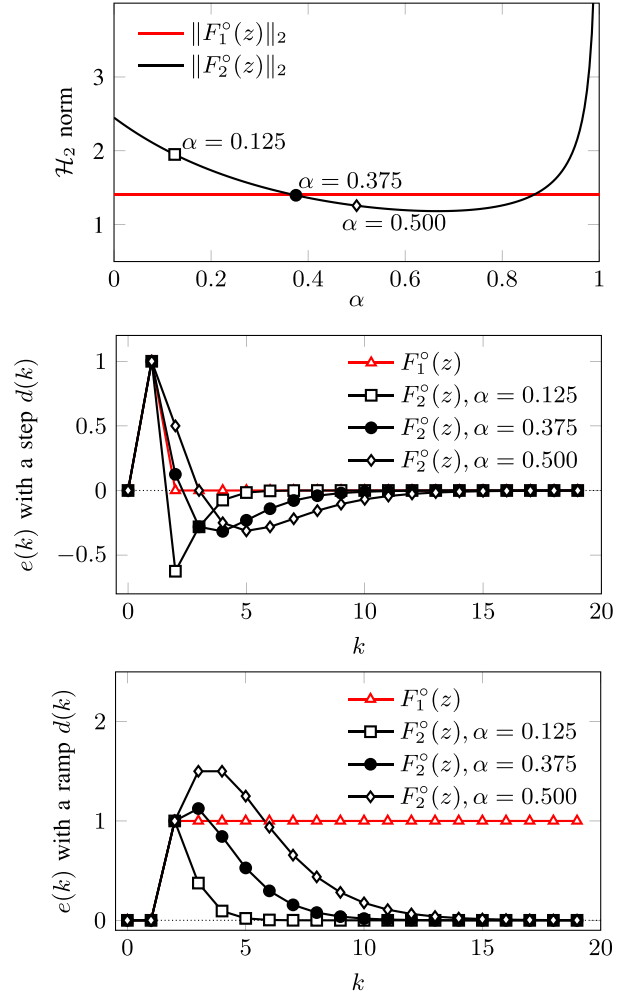 ‖F₁°(z)‖₂
‖F₂°(z)‖₂
α = 0.125
α = 0.375
α = 0.500
1
2
3
ℋ₂ norm
0 0.2 0.4 0.6 0.8 1
α
F₁°(z)
F₂°(z), α = 0.125
F₂°(z), α = 0.375
F₂°(z), α = 0.500
1
0.5
0
−0.5
e(k) with a step d(k)
0 5 10 15 20
k
F₁°(z)
F₂°(z), α = 0.125
F₂°(z), α = 0.375
F₂°(z), α = 0.500
2
1
0
e(k) with a ramp d(k)
0 5 10 15 20
k